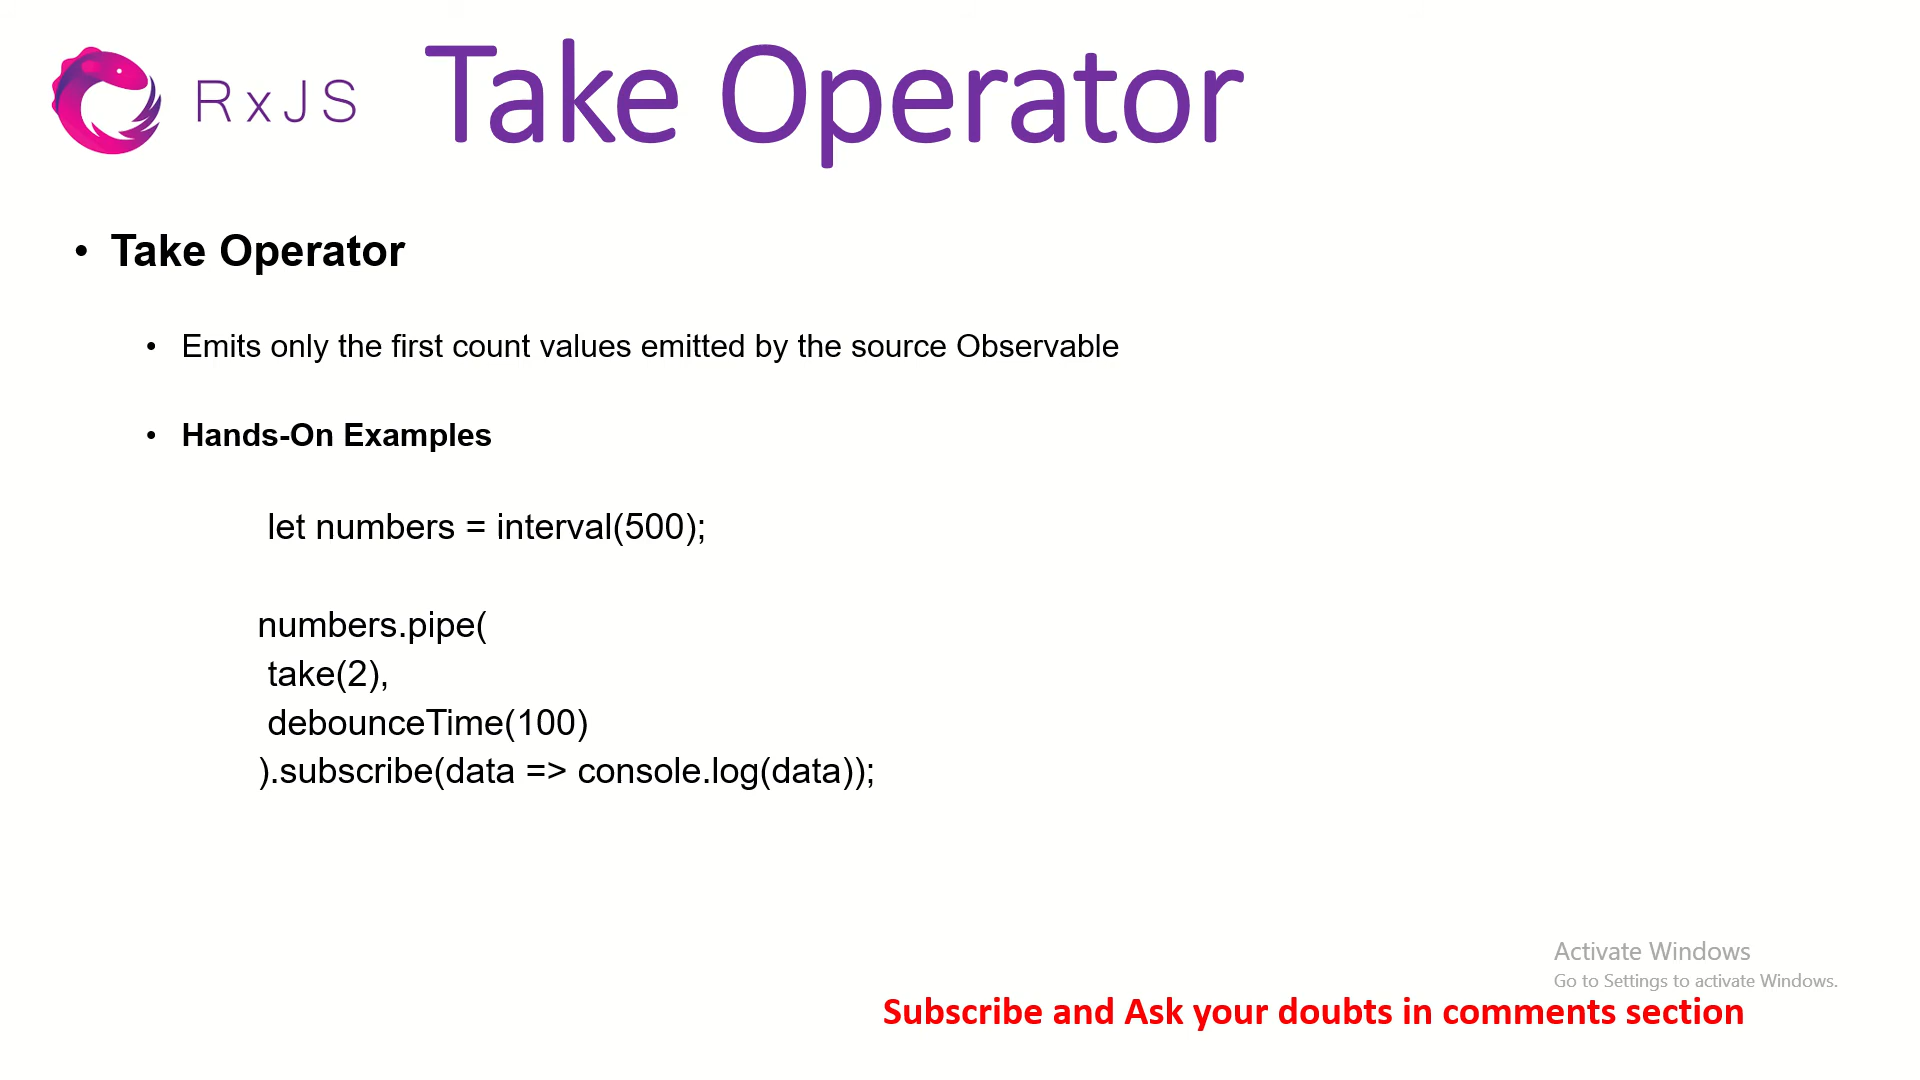 RxJS
Take Operator
• Take Operator
• Emits only the first count values emitted by the source Observable
• Hands-On Examples
let numbers = interval(500);
numbers.pipe(
take(2),
debounceTime(100)
).subscribe(data => console.log(data));
Activate Windows
Go to Settings to activate Windows.
Subscribe and Ask your doubts in comments section